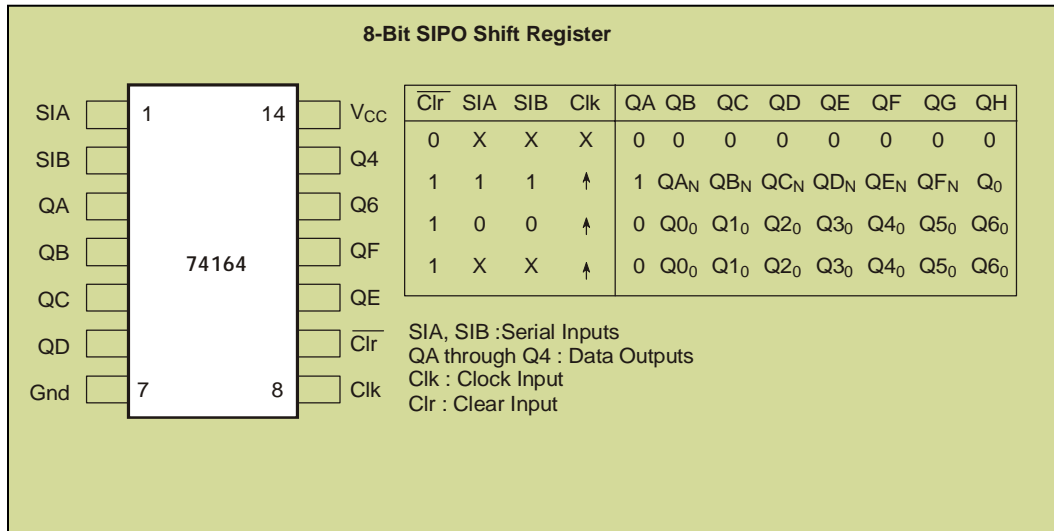 8-Bit SIPO Shift Register
SIA 1 14 VCC
SIB Q4
QA Q6
QB 74164 QF
QC QE
QD C̅l̅r̅
Gnd 7 8 Clk
C̅l̅r̅ SIA SIB Clk QA QB QC QD QE QF QG QH
0 X X X 0 0 0 0 0 0 0 0
1 1 1 ↑ 1 QAN QBN QCN QDN QEN QFN Q0
1 0 0 ↑ 0 Q00 Q10 Q20 Q30 Q40 Q50 Q60
1 X X ↑ 0 Q00 Q10 Q20 Q30 Q40 Q50 Q60
SIA, SIB :Serial Inputs
QA through Q4 : Data Outputs
Clk : Clock Input
Clr : Clear Input